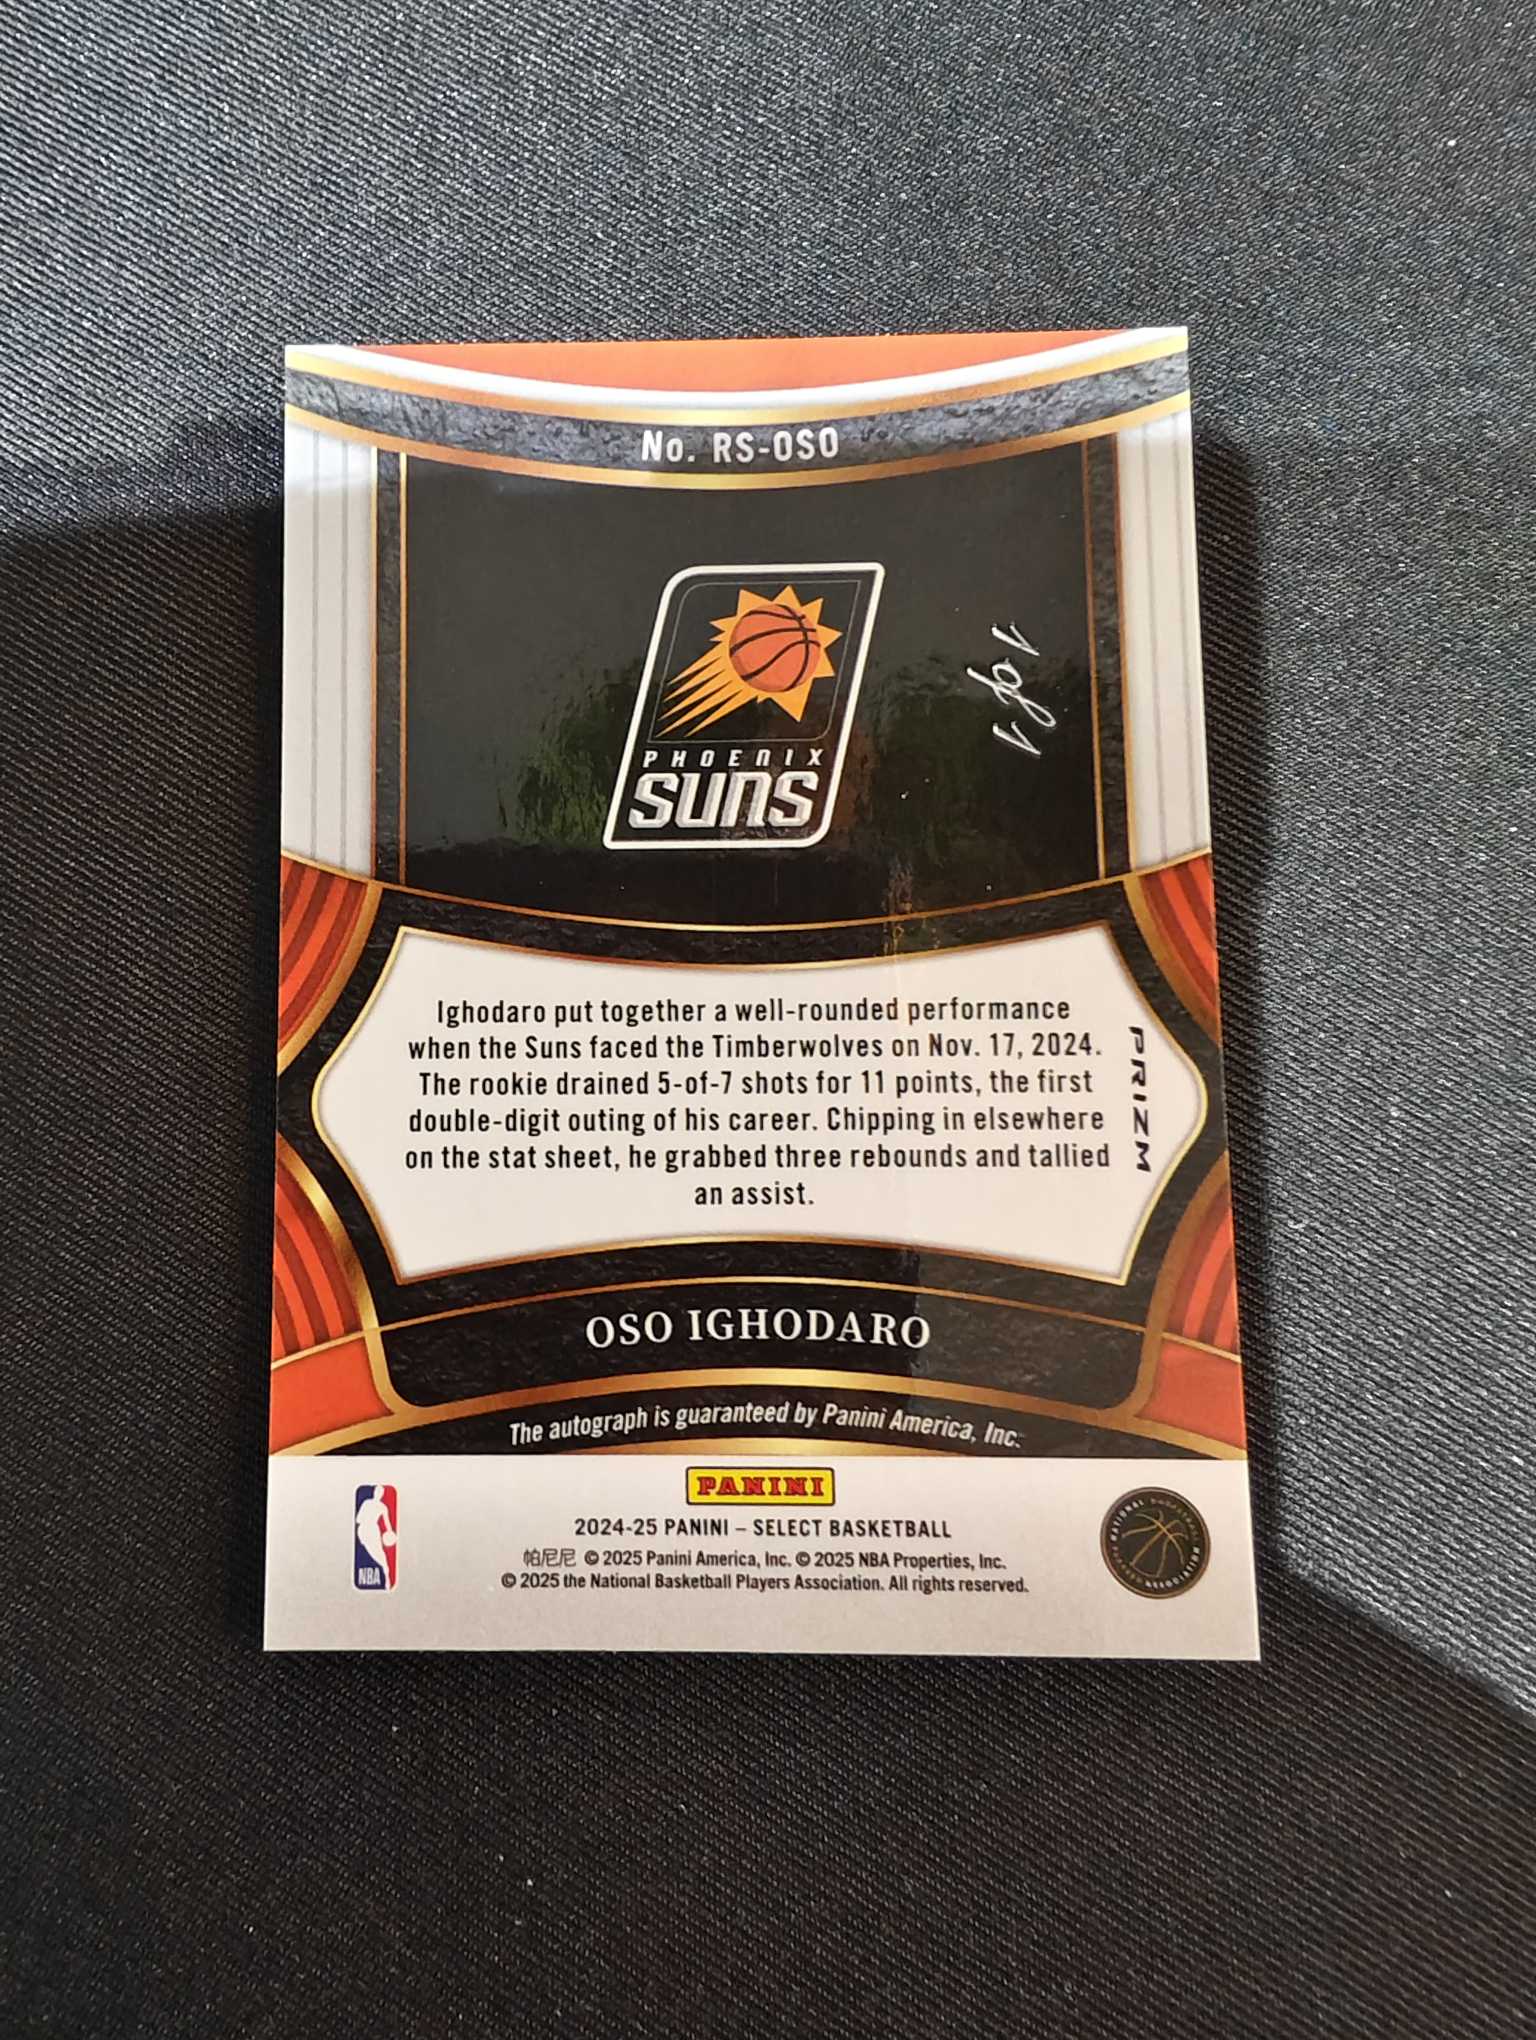 No. RS-OSO
PHOENIX
SUNS
1 of 1
Ighodaro put together a well-rounded performance
when the Suns faced the Timberwolves on Nov. 17, 2024.
The rookie drained 5-of-7 shots for 11 points, the first
double-digit outing of his career. Chipping in elsewhere
on the stat sheet, he grabbed three rebounds and tallied
an assist.
PRIZM
OSO IGHODARO
The autograph is guaranteed by Panini America, Inc.
PANINI
NBA
2024-25 PANINI – SELECT BASKETBALL
帕尼尼 © 2025 Panini America, Inc. © 2025 NBA Properties, Inc.
© 2025 the National Basketball Players Association. All rights reserved.